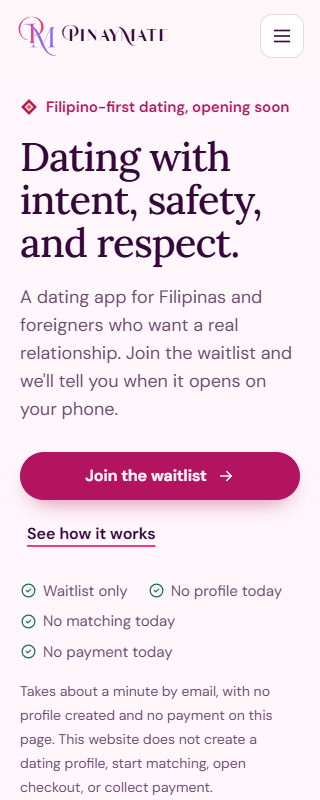 PM PINAYMATE
Filipino-first dating, opening soon
Dating with
intent, safety,
and respect.
A dating app for Filipinas and
foreigners who want a real
relationship. Join the waitlist and
we'll tell you when it opens on
your phone.
Join the waitlist →
See how it works
Waitlist only No profile today
No matching today
No payment today
Takes about a minute by email, with no
profile created and no payment on this
page. This website does not create a
dating profile, start matching, open
checkout, or collect payment.